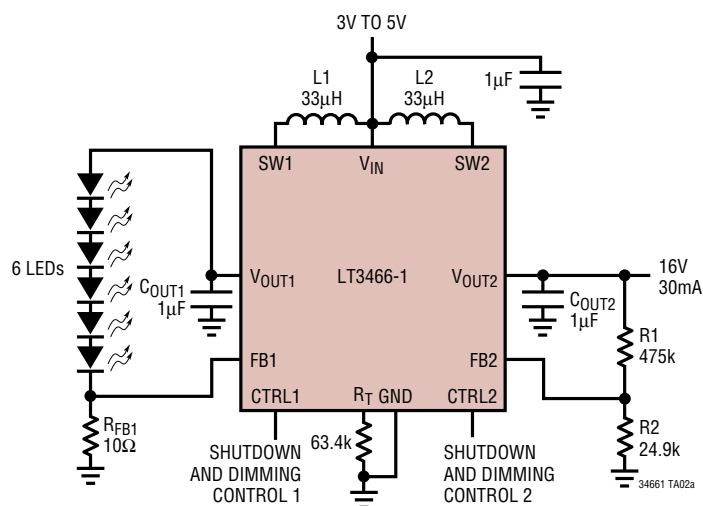 3V TO 5V
L1
33µH
L2
33µH
1µF
SW1
VIN
SW2
6 LEDs
COUT1
1µF
VOUT1
LT3466-1
VOUT2
16V
30mA
COUT2
1µF
R1
475k
FB1
FB2
CTRL1
RT
GND
CTRL2
RFB1
10Ω
63.4k
R2
24.9k
SHUTDOWN
AND DIMMING
CONTROL 1
SHUTDOWN
AND DIMMING
CONTROL 2
34661 TA02a